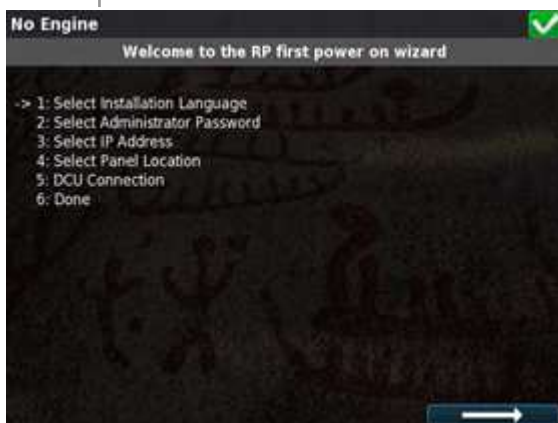 No Engine
Welcome to the RP first power on wizard
-> 1: Select Installation Language
2: Select Administrator Password
3: Select IP Address
4: Select Panel Location
5: DCU Connection
6: Done